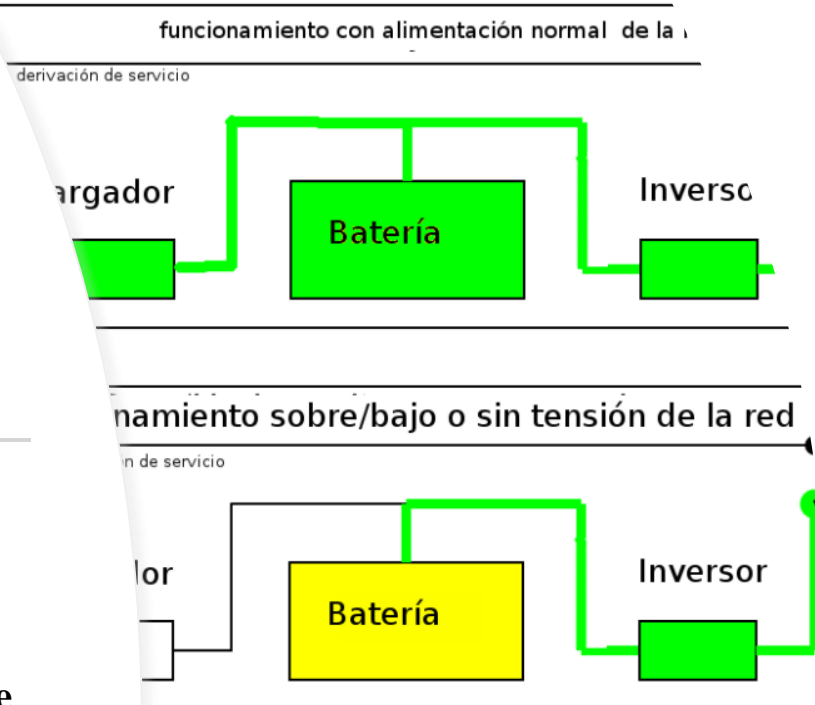 funcionamiento con alimentación normal de la
derivación de servicio
argador
Batería
Inverso
namiento sobre/bajo o sin tensión de la red
n de servicio
dor
Batería
Inversor
e